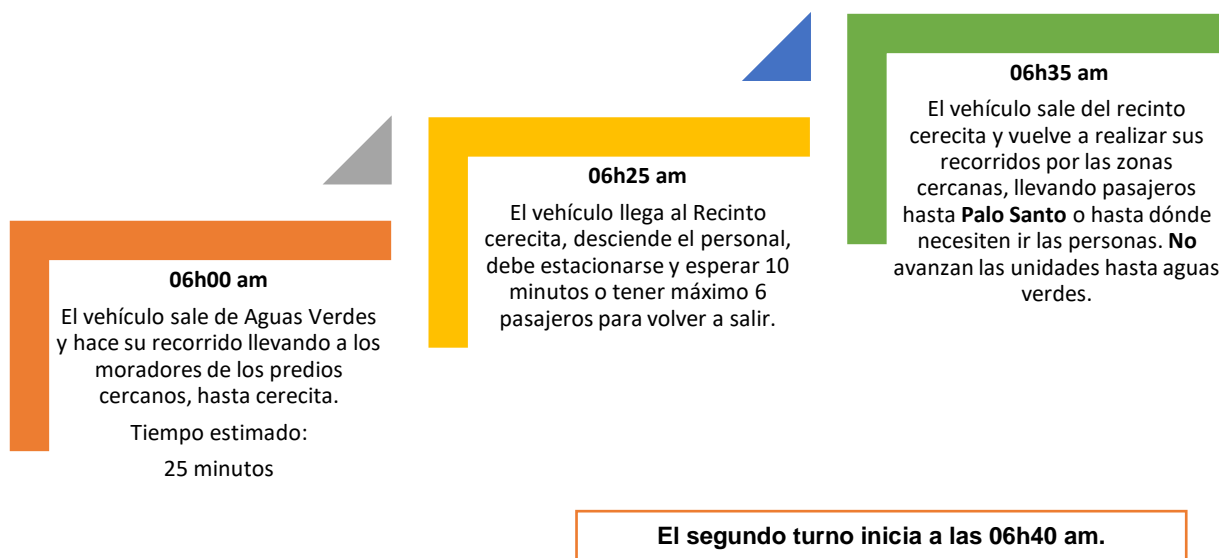 06h00 am
El vehículo sale de Aguas Verdes
y hace su recorrido llevando a los
moradores de los predios
cercanos, hasta cerecita.
Tiempo estimado:
25 minutos
06h25 am
El vehículo llega al Recinto
cerecita, desciende el personal,
debe estacionarse y esperar 10
minutos o tener máximo 6
pasajeros para volver a salir.
06h35 am
El vehículo sale del recinto
cerecita y vuelve a realizar sus
recorridos por las zonas
cercanas, llevando pasajeros
hasta Palo Santo o hasta dónde
necesiten ir las personas. No
avanzan las unidades hasta aguas
verdes.
El segundo turno inicia a las 06h40 am.